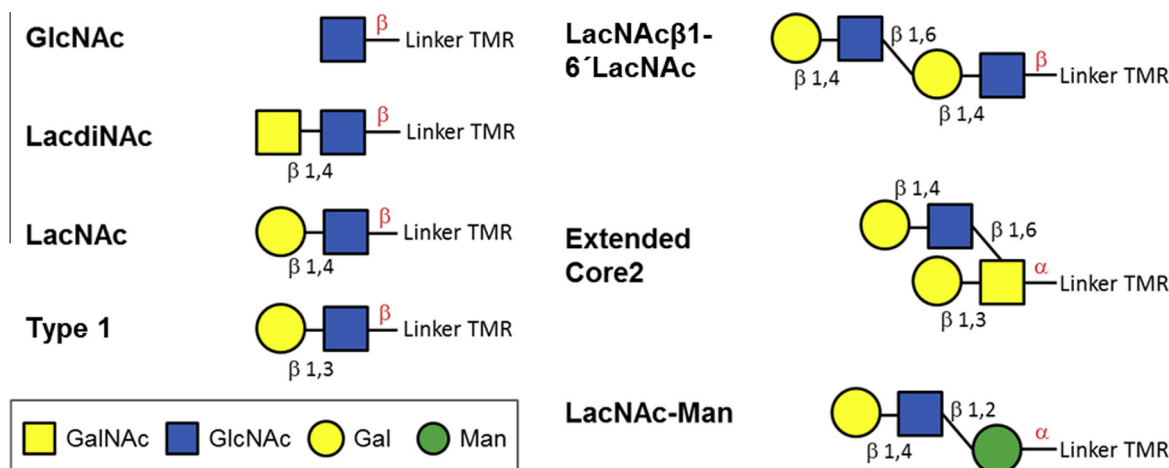 GlcNAc
β
Linker TMR
LacdiNAc
β
Linker TMR
β 1,4
LacNAc
β
Linker TMR
β 1,4
Type 1
β
Linker TMR
β 1,3
LacNAcβ1-
6´LacNAc
β 1,6
β 1,4
β
Linker TMR
β 1,4
Extended
Core2
β 1,4
β 1,6
α
Linker TMR
β 1,3
LacNAc-Man
β 1,2
β 1,4
α
Linker TMR
GalNAc
GlcNAc
Gal
Man